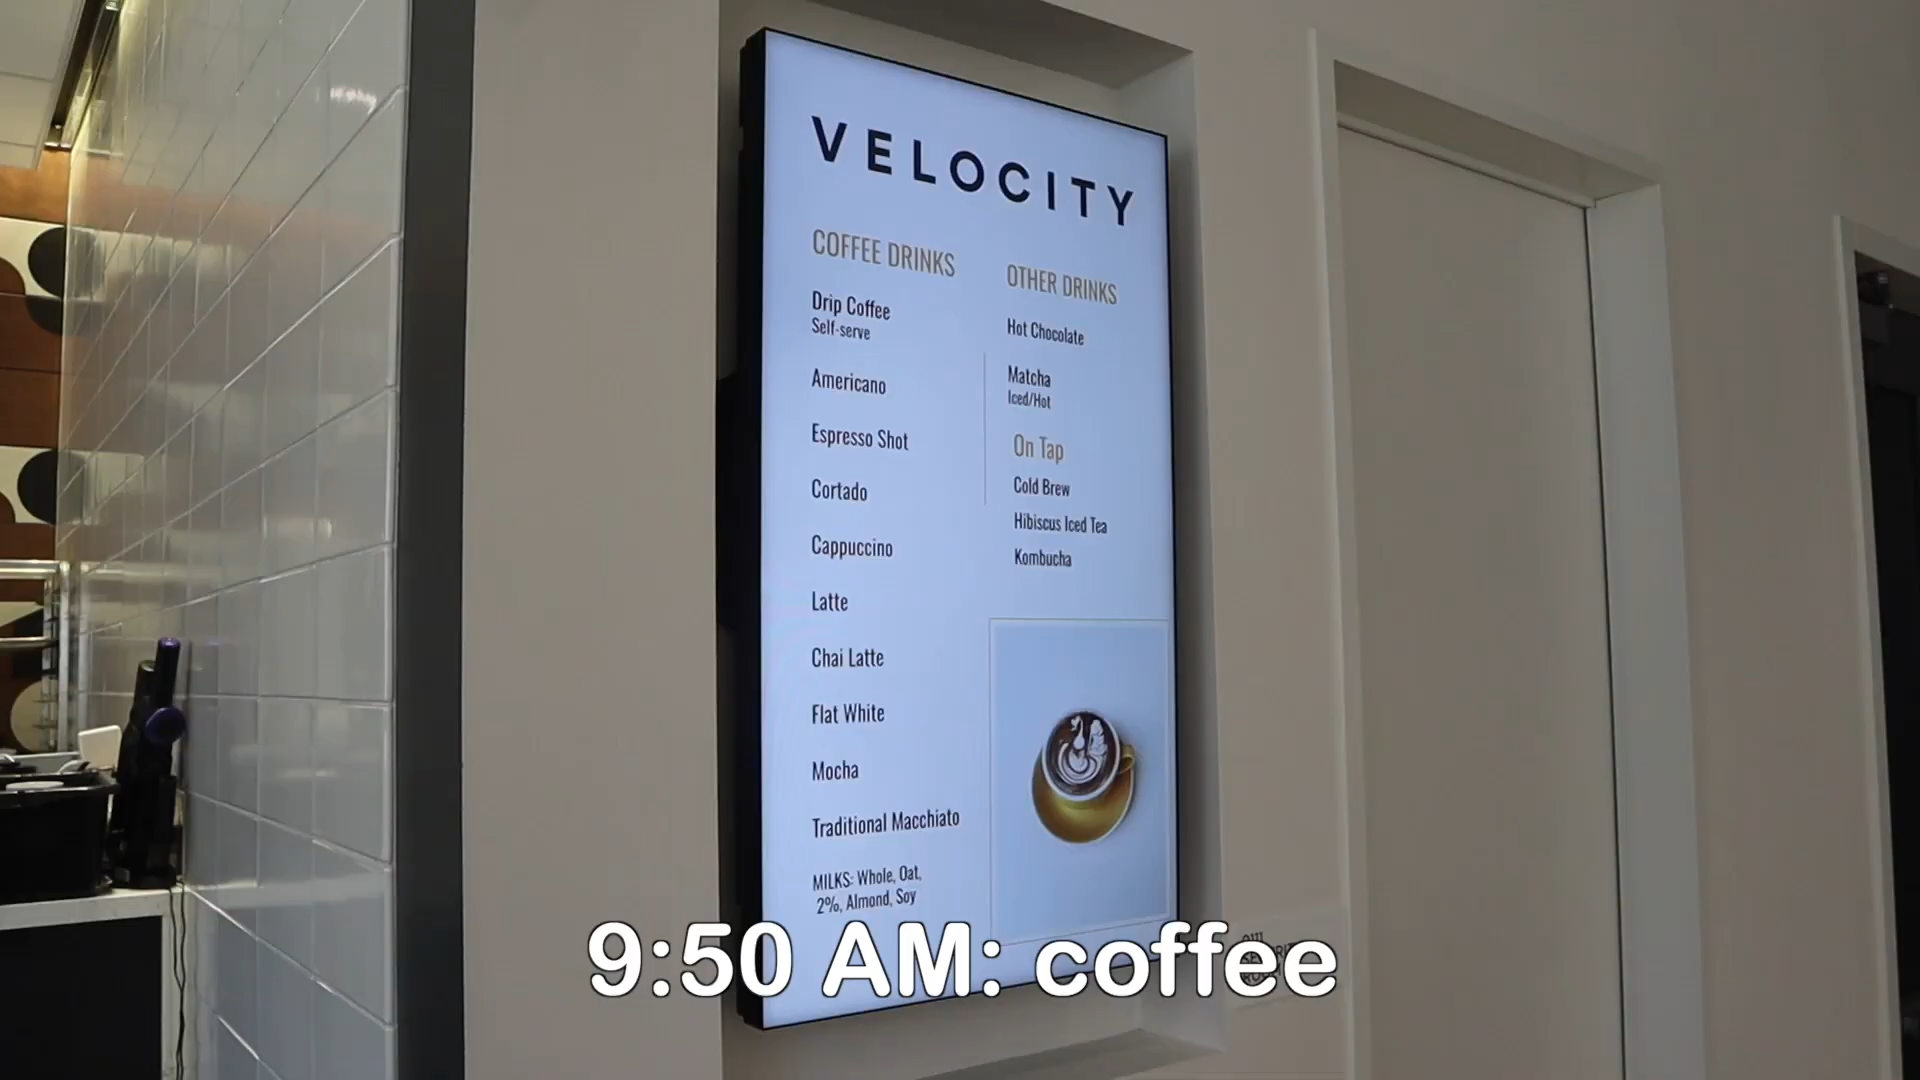 VELOCITY
COFFEE DRINKS
Drip Coffee
Self-serve
Americano
Espresso Shot
Cortado
Cappuccino
Latte
Chai Latte
Flat White
Mocha
Traditional Macchiato
MILKS: Whole, Oat,
2%, Almond, Soy
OTHER DRINKS
Hot Chocolate
Matcha
Iced/Hot
On Tap
Cold Brew
Hibiscus Iced Tea
Kombucha
9:50 AM: coffee